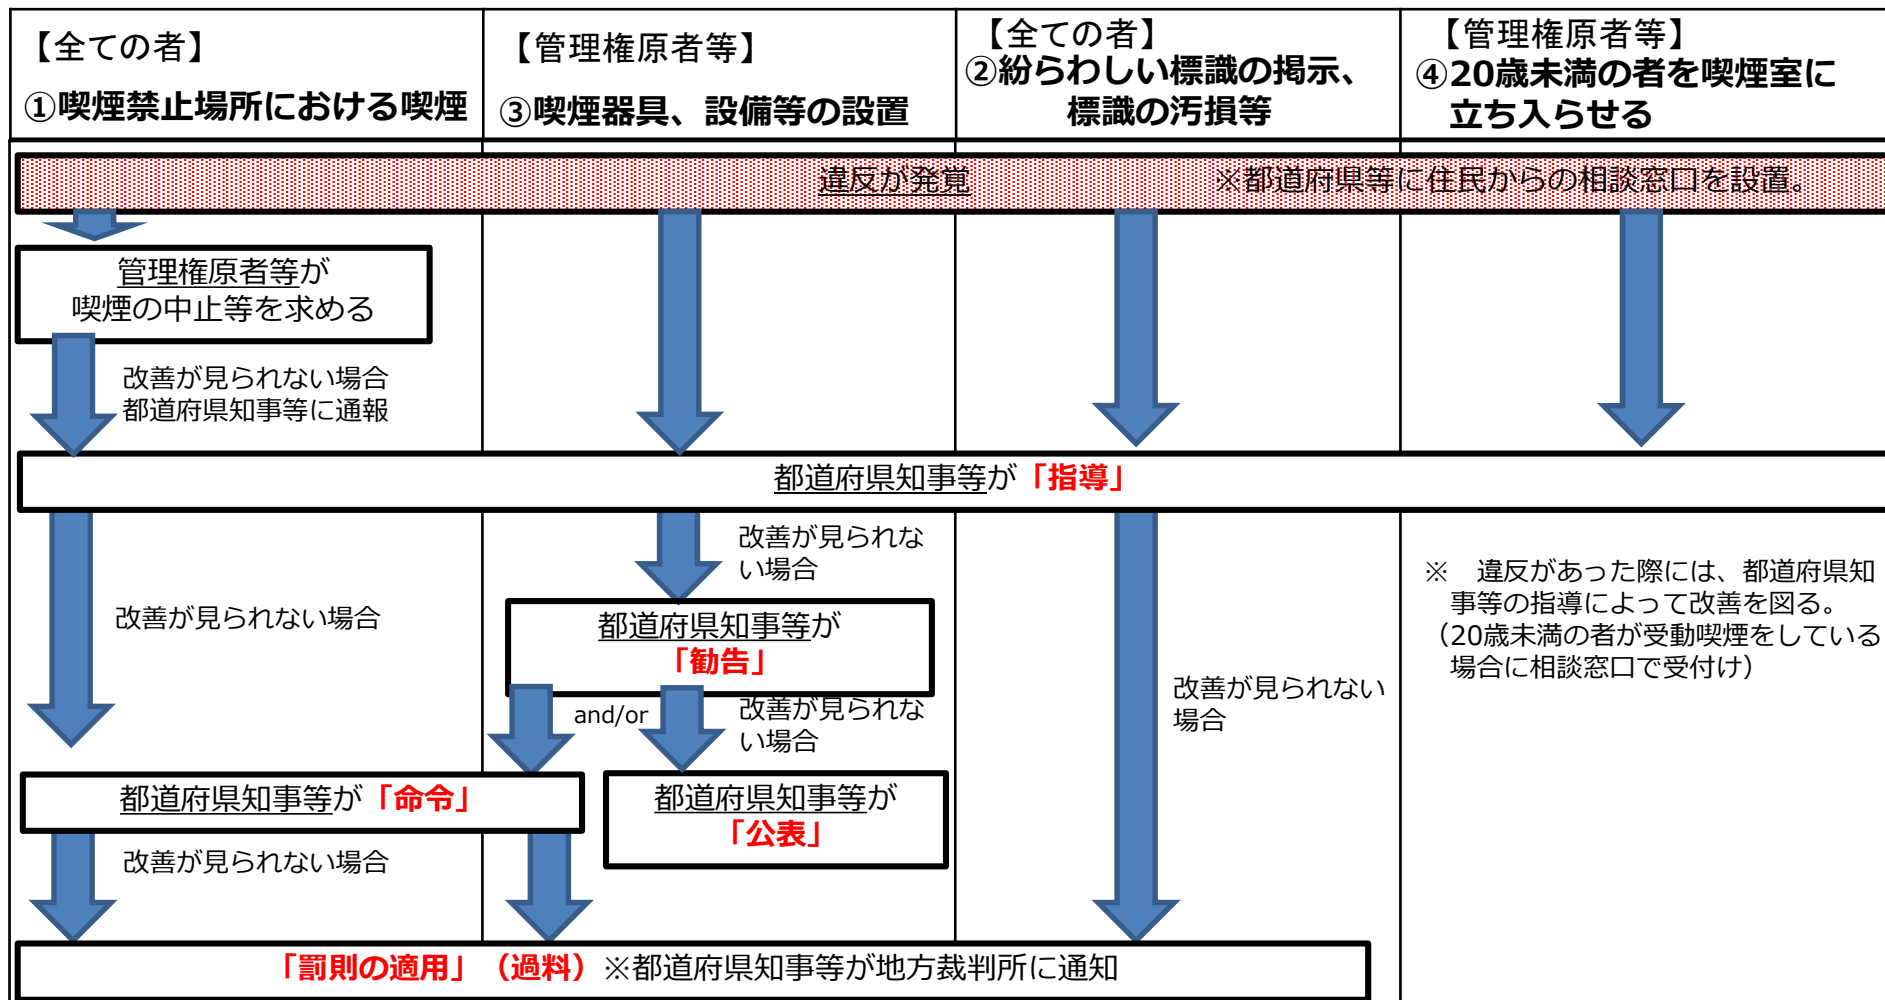 【全ての者】
①喫煙禁止場所における喫煙
【管理権原者等】
③喫煙器具、設備等の設置
【全ての者】
②紛らわしい標識の掲示、
標識の汚損等
【管理権原者等】
④20歳未満の者を喫煙室に
立ち入らせる
違反が発覚
※都道府県等に住民からの相談窓口を設置。
管理権原者等が
喫煙の中止等を求める
改善が見られない場合
都道府県知事等に通報
都道府県知事等が「指導」
改善が見られない場合
改善が見られな
い場合
都道府県知事等が
「勧告」
and/or
改善が見られな
い場合
都道府県知事等が「命令」
都道府県知事等が
「公表」
改善が見られない場合
改善が見られない
場合
※　違反があった際には、都道府県知
事等の指導によって改善を図る。
（20歳未満の者が受動喫煙をしている
場合に相談窓口で受付け）
「罰則の適用」（過料）※都道府県知事等が地方裁判所に通知